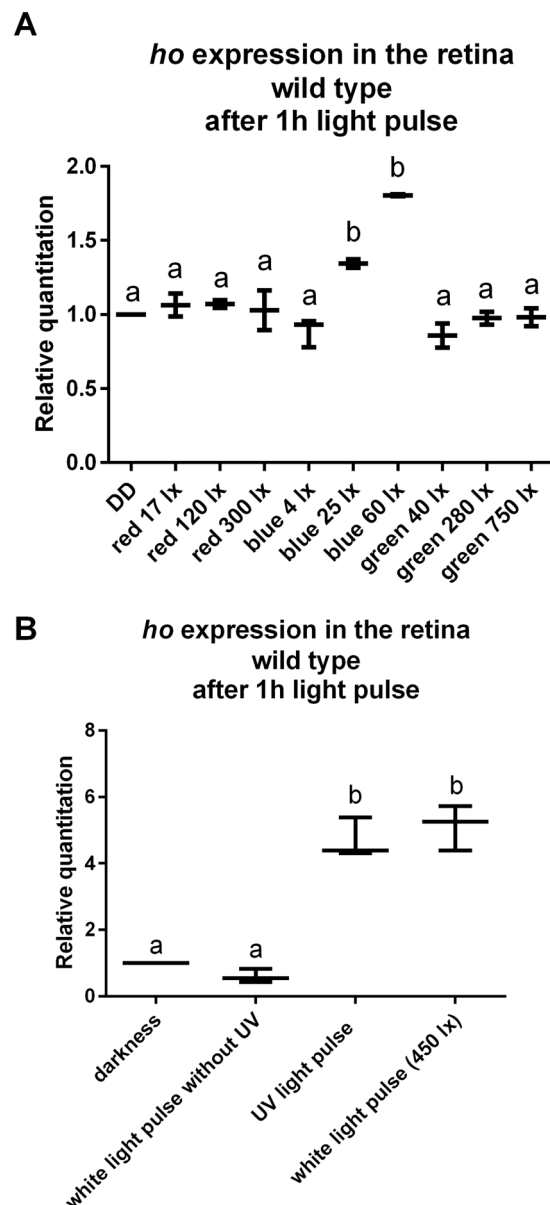 A
ho expression in the retina
wild type
after 1h light pulse
Relative quantitation
2.0
1.5
1.0
0.5
0.0
a a a a a b b a a a
DD
red 17 lx
red 120 lx
red 300 lx
blue 4 lx
blue 25 lx
blue 60 lx
green 40 lx
green 280 lx
green 750 lx
B
ho expression in the retina
wild type
after 1h light pulse
Relative quantitation
8
6
4
2
0
a a b b
darkness
white light pulse without UV
UV light pulse
white light pulse (450 lx)